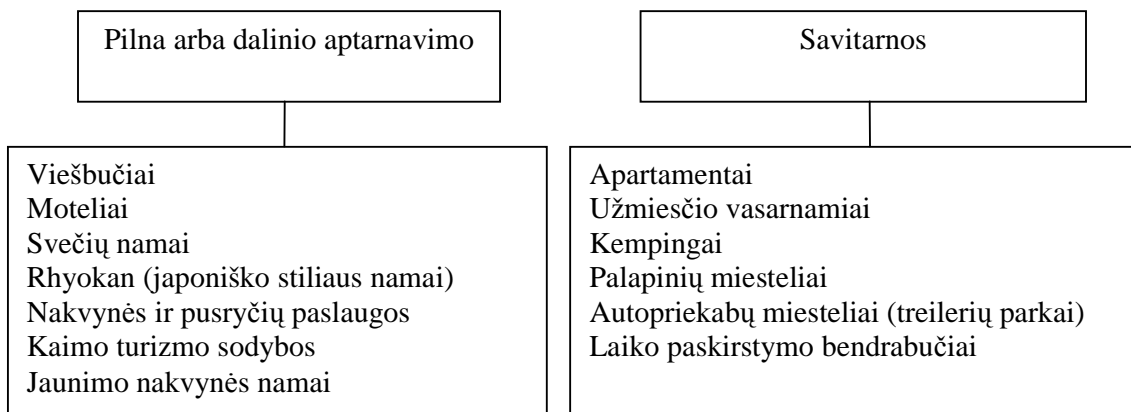 Pilna arba dalinio aptarnavimo
Viešbučiai
Moteliai
Svečių namai
Rhyokan (japoniško stiliaus namai)
Nakvynės ir pusryčių paslaugos
Kaimo turizmo sodybos
Jaunimo nakvynės namai
Savitarnos
Apartamentai
Užmiesčio vasarnamiai
Kempingai
Palapinių miesteliai
Autopriekabų miesteliai (treilerių parkai)
Laiko paskirstymo bendrabučiai